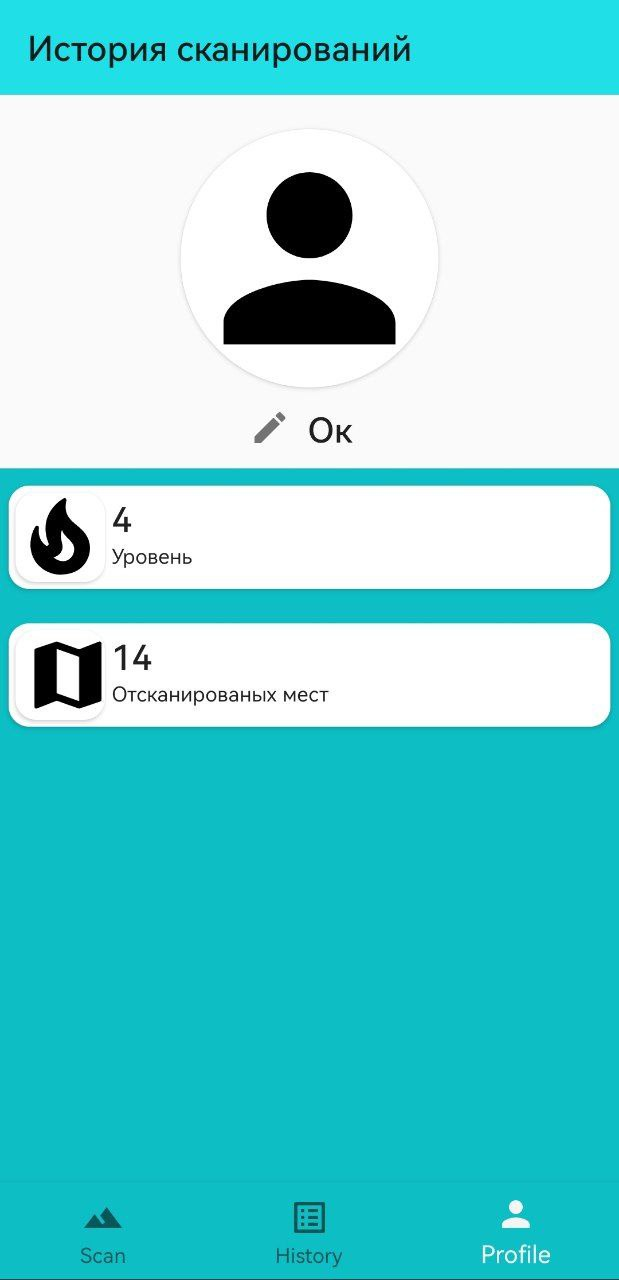 История сканирований
Ок
4
Уровень
14
Отсканированых мест
Scan
History
Profile